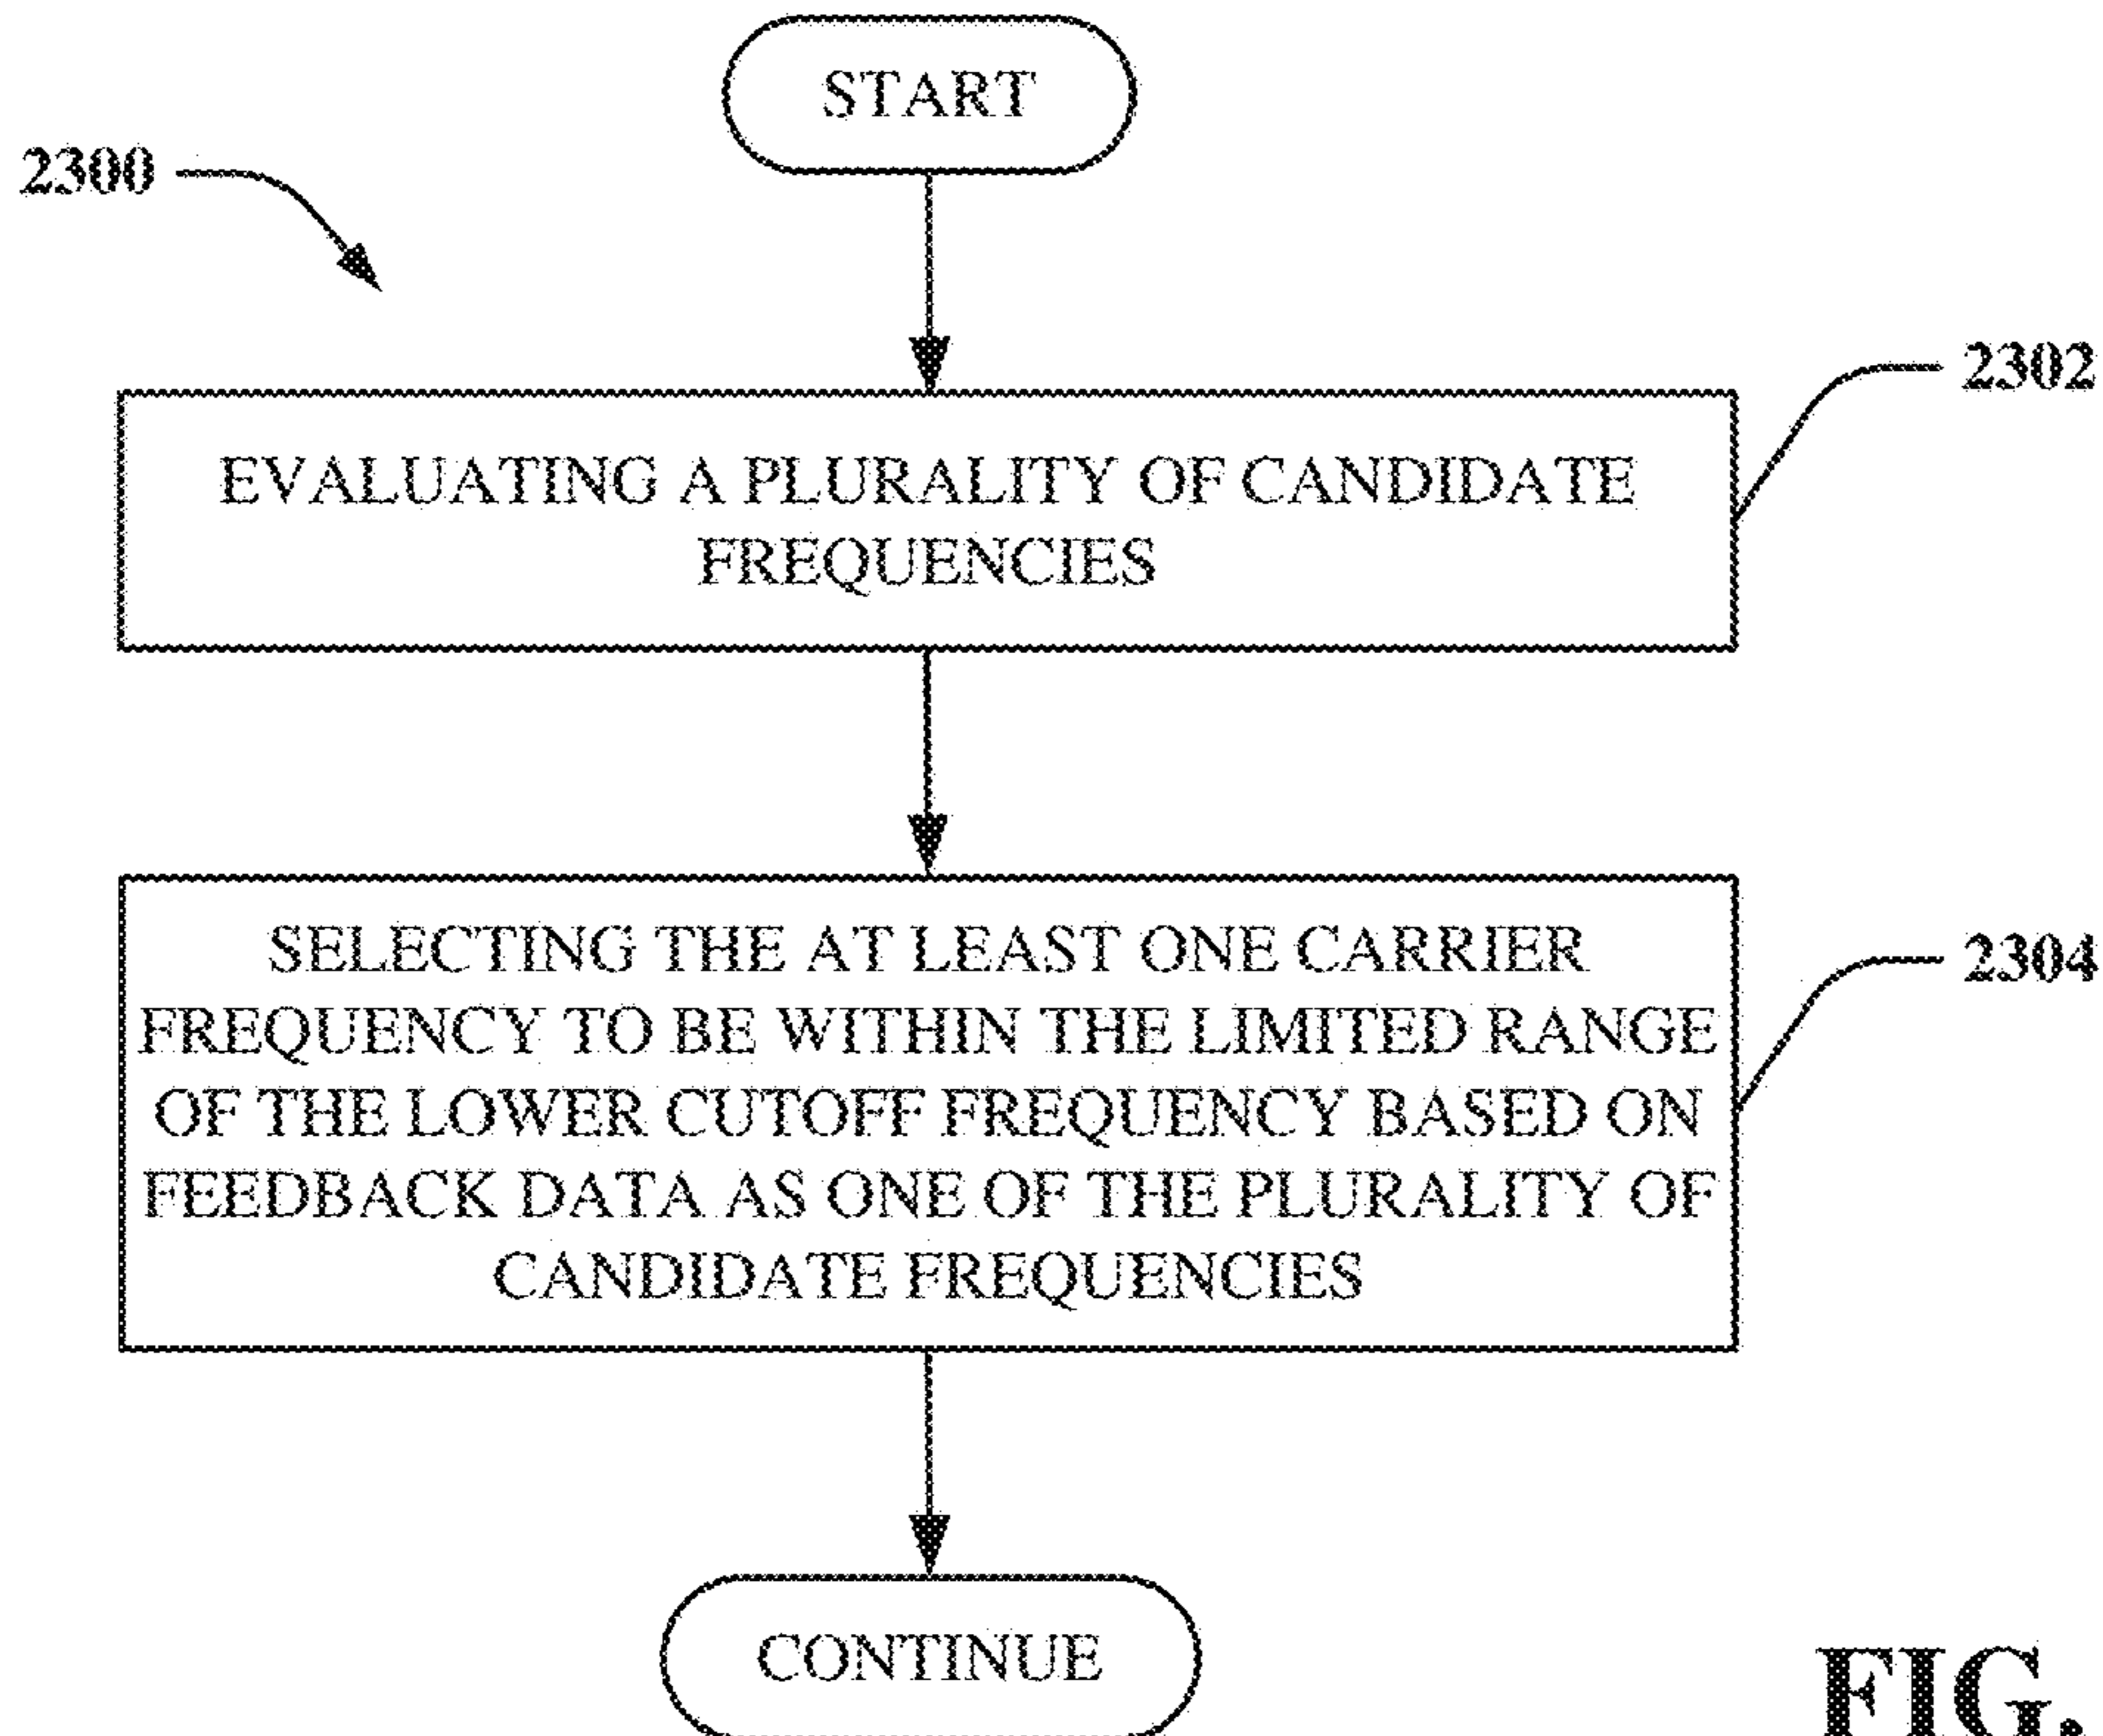 START
2300
2302
EVALUATING A PLURALITY OF CANDIDATE
FREQUENCIES
2304
SELECTING THE AT LEAST ONE CARRIER
FREQUENCY TO BE WITHIN THE LIMITED RANGE
OF THE LOWER CUTOFF FREQUENCY BASED ON
FEEDBACK DATA AS ONE OF THE PLURALITY OF
CANDIDATE FREQUENCIES
CONTINUE
FIG.